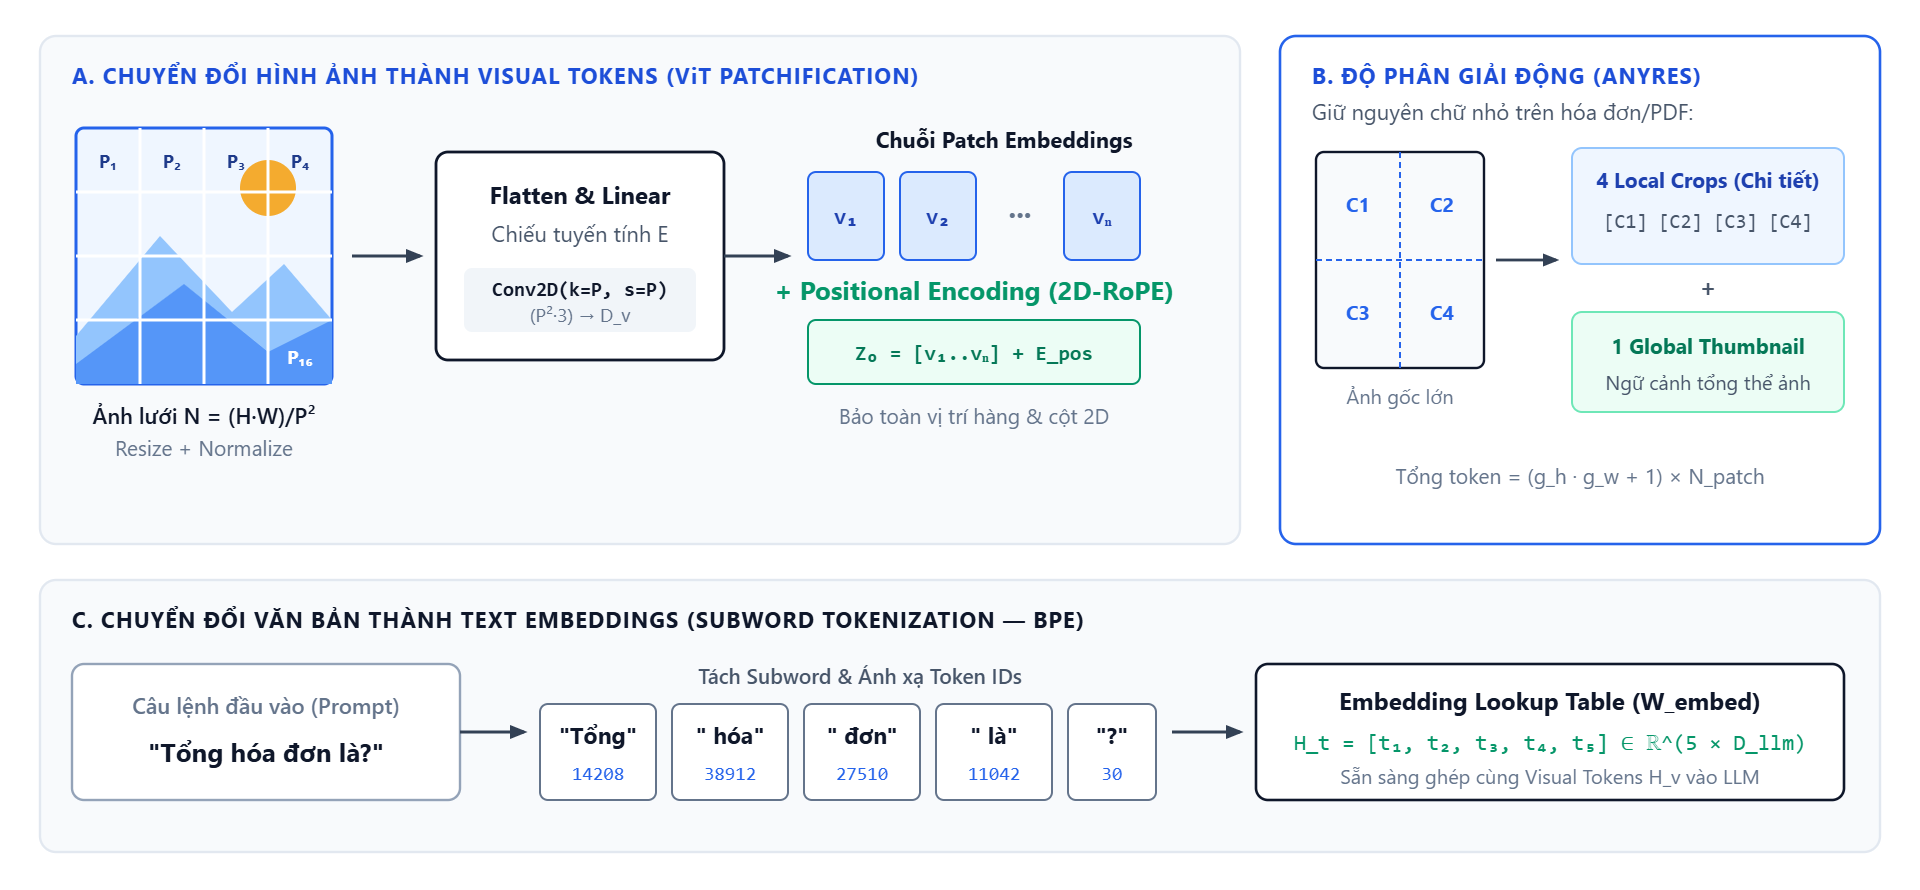 A. CHUYỂN ĐỔI HÌNH ẢNH THÀNH VISUAL TOKENS (ViT PATCHIFICATION)
P₁ P₂ P₃ P₄
P₁₆
Ảnh lưới N = (H·W)/P²
Resize + Normalize
Flatten & Linear
Chiếu tuyến tính E
Conv2D(k=P, s=P)
(P²·3) → D_v
Chuỗi Patch Embeddings
v₁ v₂ ... vₙ
+ Positional Encoding (2D-RoPE)
Z₀ = [v₁..vₙ] + E_pos
Bảo toàn vị trí hàng & cột 2D
B. ĐỘ PHÂN GIẢI ĐỘNG (ANYRES)
Giữ nguyên chữ nhỏ trên hóa đơn/PDF:
C1 C2
C3 C4
Ảnh gốc lớn
4 Local Crops (Chi tiết)
[C1] [C2] [C3] [C4]
+
1 Global Thumbnail
Ngữ cảnh tổng thể ảnh
Tổng token = (g_h · g_w + 1) × N_patch
C. CHUYỂN ĐỔI VĂN BẢN THÀNH TEXT EMBEDDINGS (SUBWORD TOKENIZATION — BPE)
Câu lệnh đầu vào (Prompt)
"Tổng hóa đơn là?"
Tách Subword & Ánh xạ Token IDs
"Tổng" " hóa" " đơn" " là" "?"
14208 38912 27510 11042 30
Embedding Lookup Table (W_embed)
H_t = [t₁, t₂, t₃, t₄, t₅] ∈ ℝ^(5 × D_llm)
Sẵn sàng ghép cùng Visual Tokens H_v vào LLM